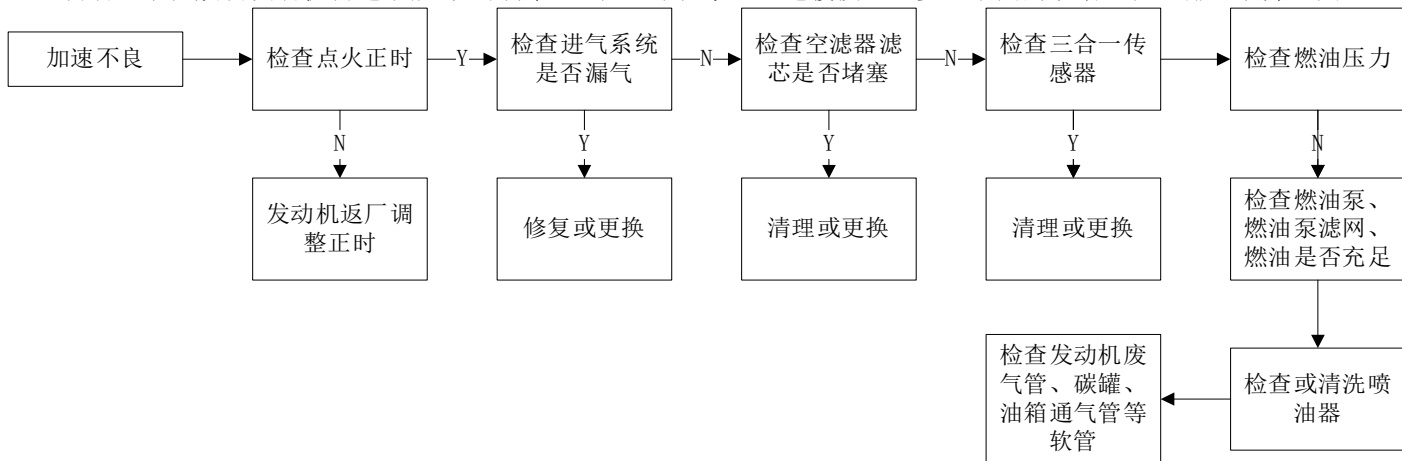 加速不良
检查点火正时
Y
检查进气系统
是否漏气
N
检查空滤器滤
芯是否堵塞
N
检查三合一传
感器
检查燃油压力
N
Y
Y
Y
N
发动机返厂调
整正时
修复或更换
清理或更换
清理或更换
检查燃油泵、
燃油泵滤网、
燃油是否充足
检查发动机废
气管、碳罐、
油箱通气管等
软管
检查或清洗喷
油器